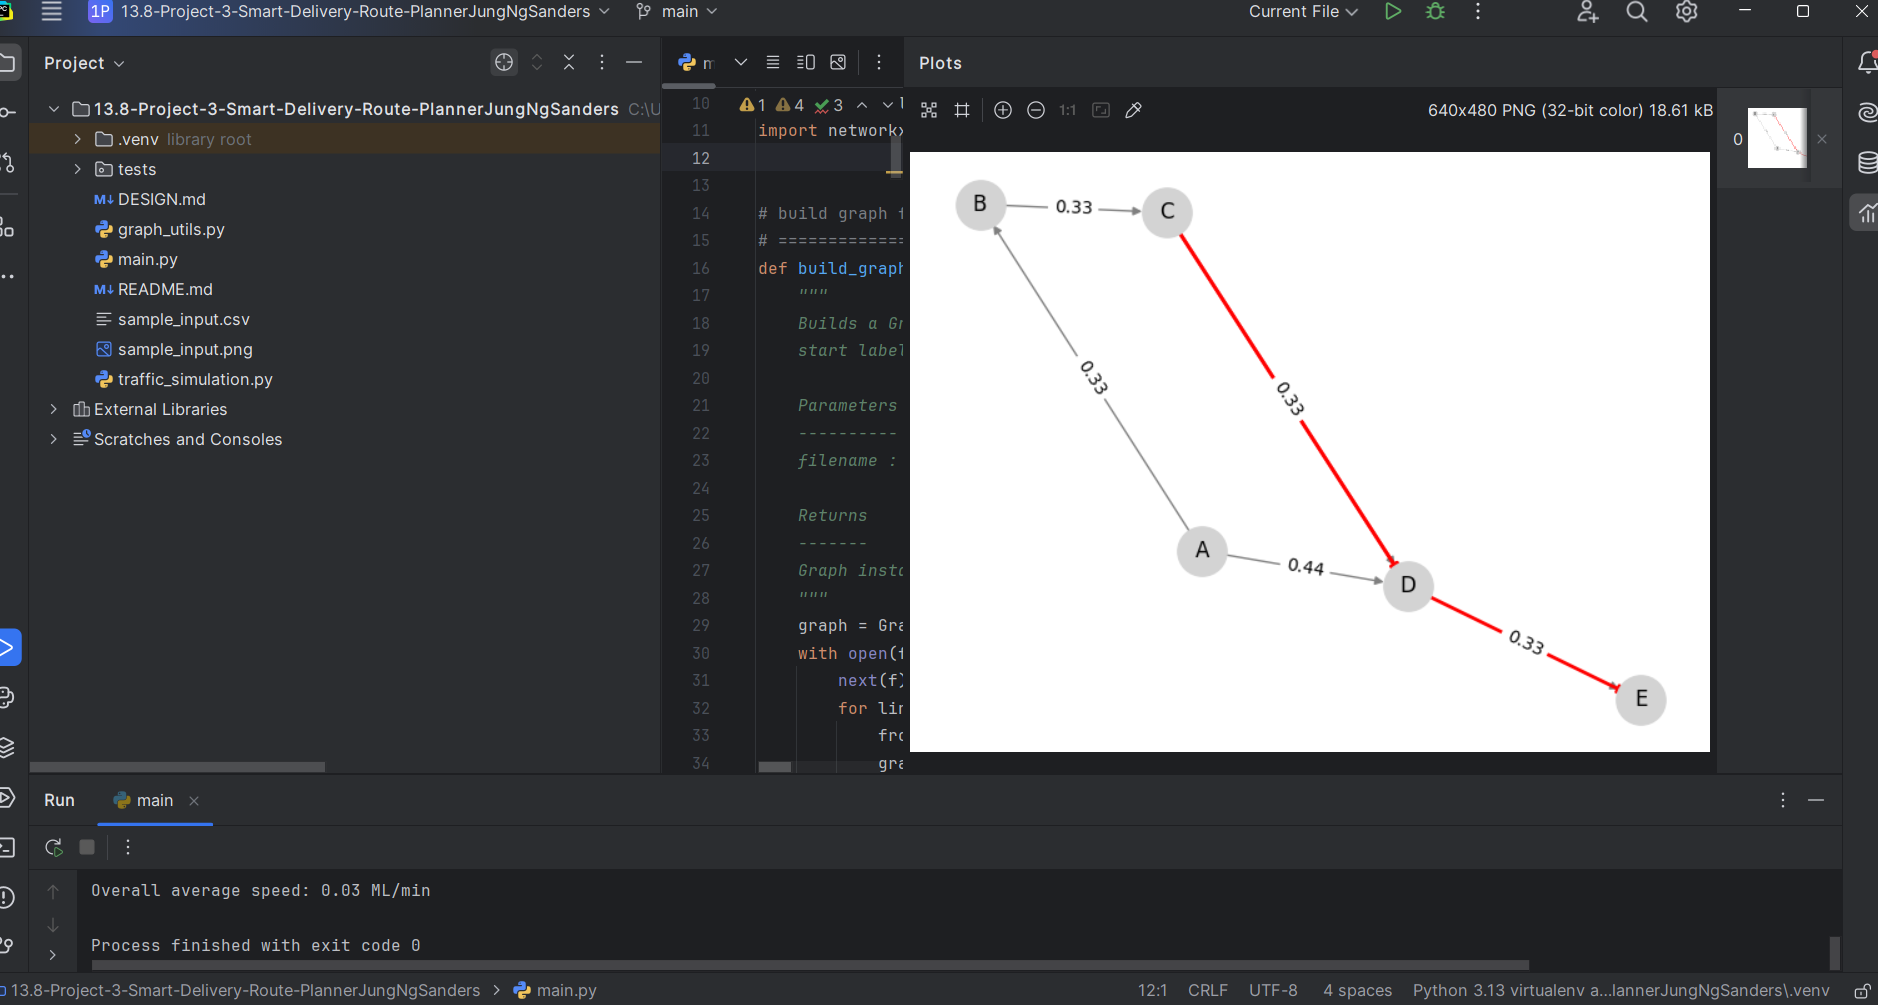 1P 13.8-Project-3-Smart-Delivery-Route-PlannerJungNgSanders main Current File
Project
13.8-Project-3-Smart-Delivery-Route-PlannerJungNgSanders C:\U
.venv library root
tests
M↓ DESIGN.md
graph_utils.py
main.py
M↓ README.md
sample_input.csv
sample_input.png
traffic_simulation.py
External Libraries
Scratches and Consoles
1 4 3
10
11 import networkx
12
13
14 # build graph f
15 # =============
16 def build_graph
17 """
18 Builds a Gr
19 start label
20
21 Parameters
22 ----------
23 filename :
24
25 Returns
26 -------
27 Graph insta
28 """
29 graph = Gra
30 with open(f
31 next(f)
32 for lin
33 fro
34 gra
Plots
1:1 640x480 PNG (32-bit color) 18.61 kB
0
B 0.33 C
0.33
0.33
A 0.44 D
0.33
E
Run main
Overall average speed: 0.03 ML/min
Process finished with exit code 0
13.8-Project-3-Smart-Delivery-Route-PlannerJungNgSanders > main.py 12:1 CRLF UTF-8 4 spaces Python 3.13 virtualenv a...lannerJungNgSanders\.venv